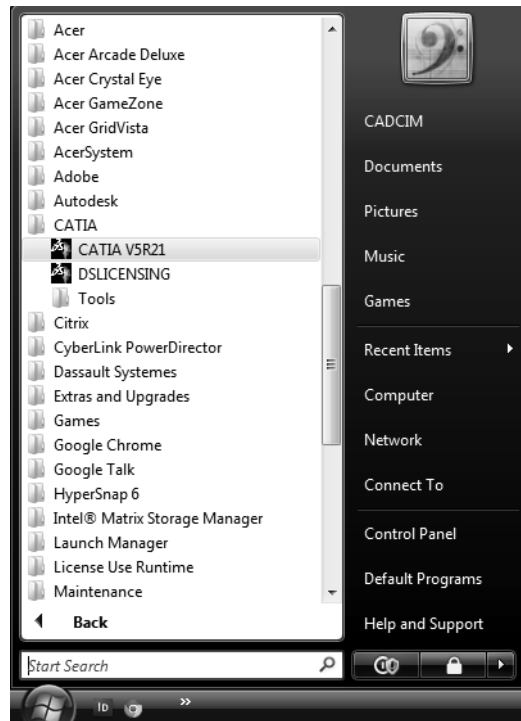 Acer
Acer Arcade Deluxe
Acer Crystal Eye
Acer GameZone
Acer GridVista
AcerSystem
Adobe
Autodesk
CATIA
CATIA V5R21
DSLICENSING
Tools
Citrix
CyberLink PowerDirector
Dassault Systemes
Extras and Upgrades
Games
Google Chrome
Google Talk
HyperSnap 6
Intel® Matrix Storage Manager
Launch Manager
License Use Runtime
Maintenance
Back
Start Search
CADCIM
Documents
Pictures
Music
Games
Recent Items
Computer
Network
Connect To
Control Panel
Default Programs
Help and Support
ID
»